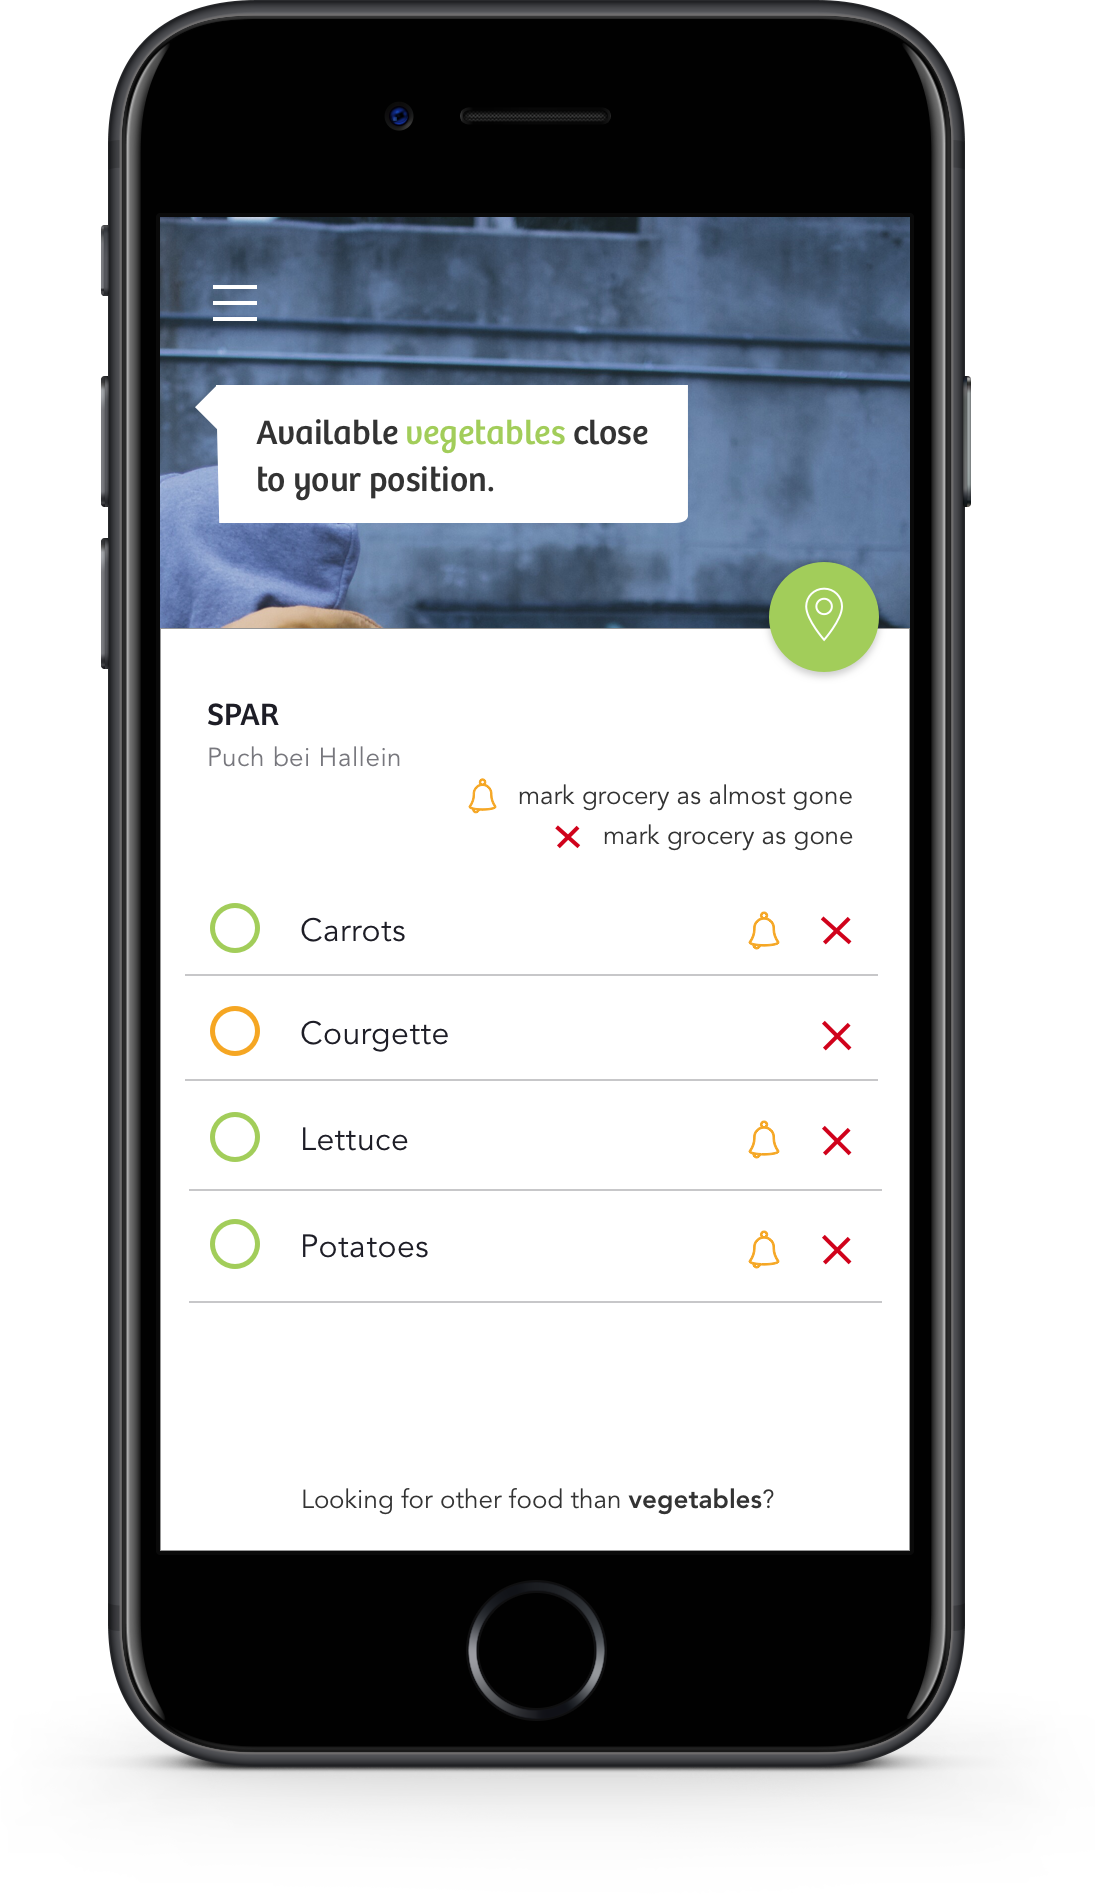 Available vegetables close
to your position.
SPAR
Puch bei Hallein
mark grocery as almost gone
mark grocery as gone
Carrots
Courgette
Lettuce
Potatoes
Looking for other food than vegetables?